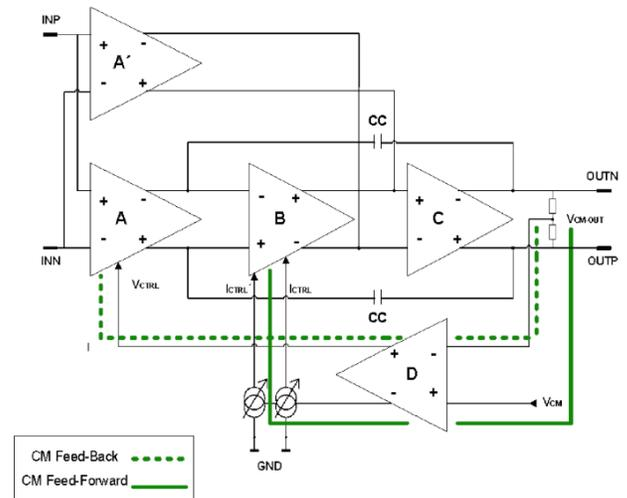 INP
+ -
A´
- +
CC
OUTN
+ -
A
- +
- +
B
+ -
+ -
C
- +
VCM-OUT
INN
OUTP
VCTRL
ICTRL´
ICTRL
CC
I
+ -
D
- +
VCM
GND
CM Feed-Back
CM Feed-Forward